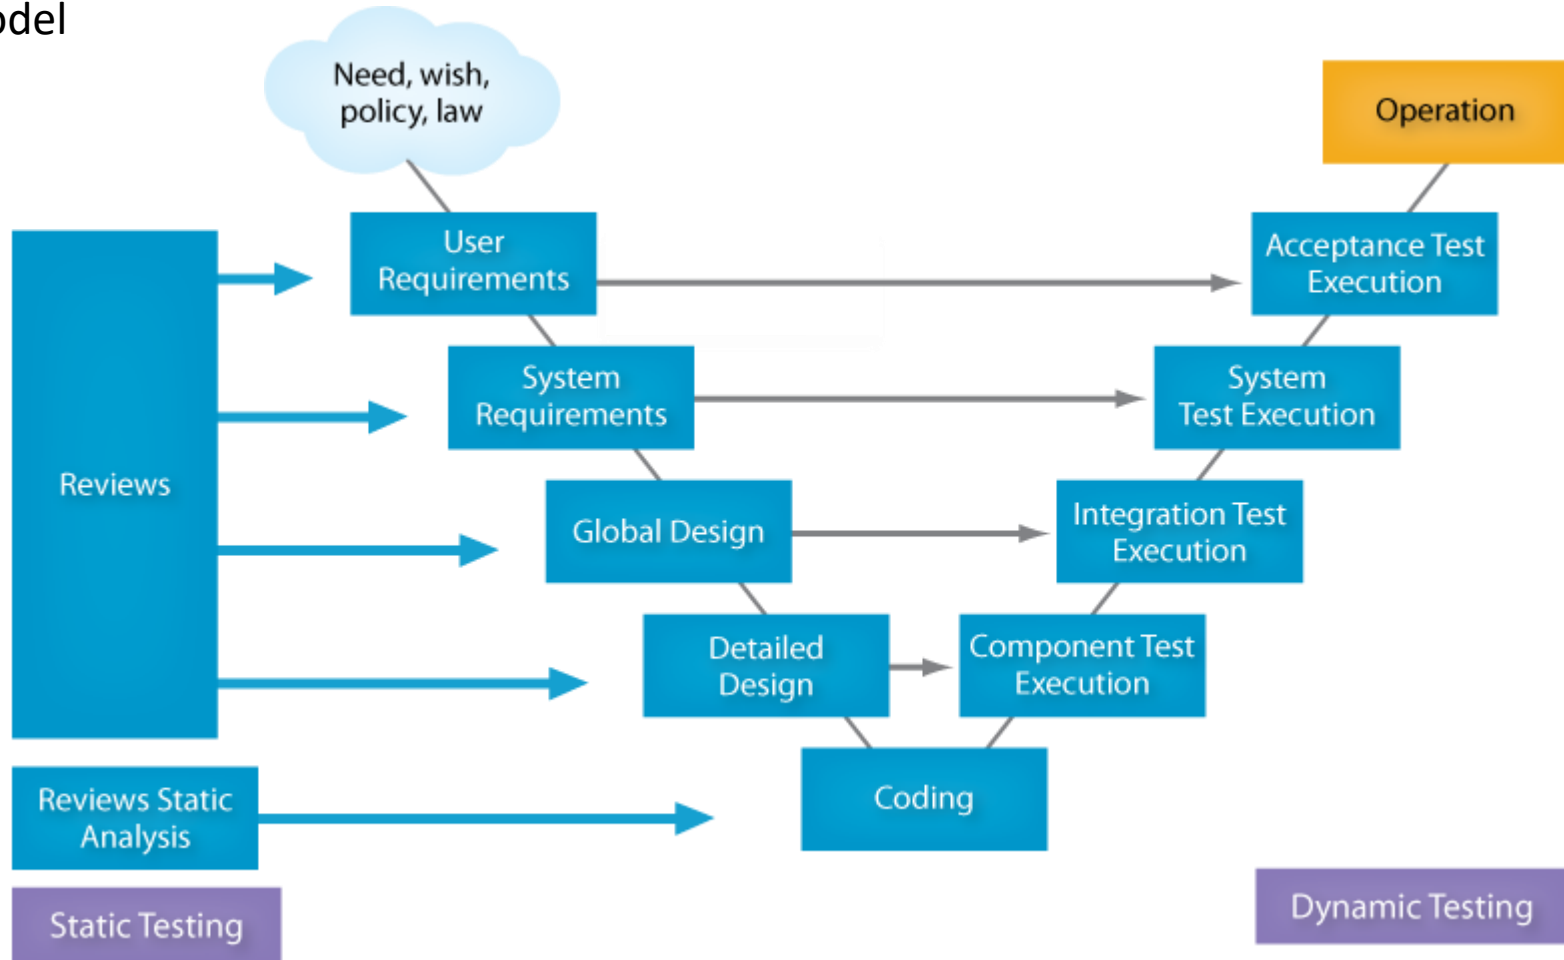 odel
Need, wish,
policy, law
Operation
User
Requirements
Acceptance Test
Execution
System
Requirements
System
Test Execution
Reviews
Global Design
Integration Test
Execution
Detailed
Design
Component Test
Execution
Reviews Static
Analysis
Coding
Static Testing
Dynamic Testing